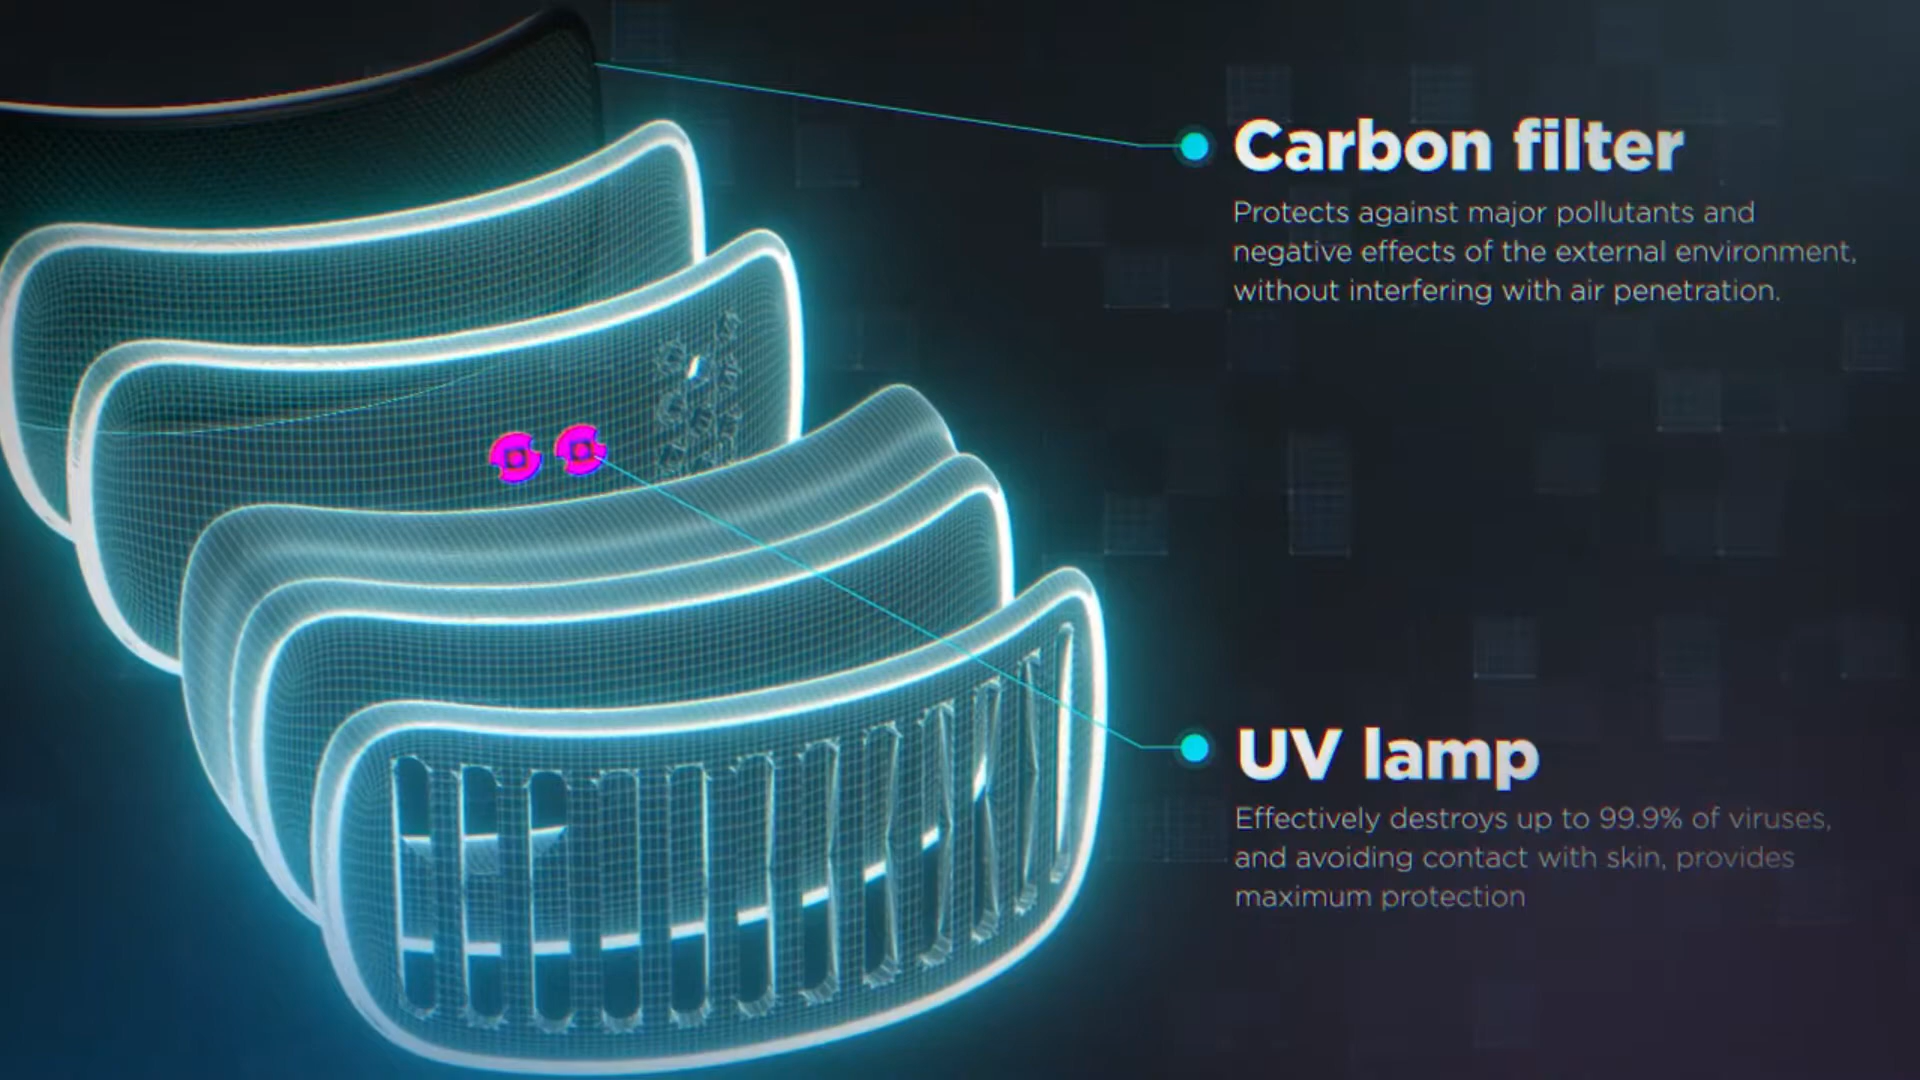 Carbon filter
Protects against major pollutants and
negative effects of the external environment,
without interfering with air penetration.
UV lamp
Effectively destroys up to 99.9% of viruses,
and avoiding contact with skin, provides
maximum protection